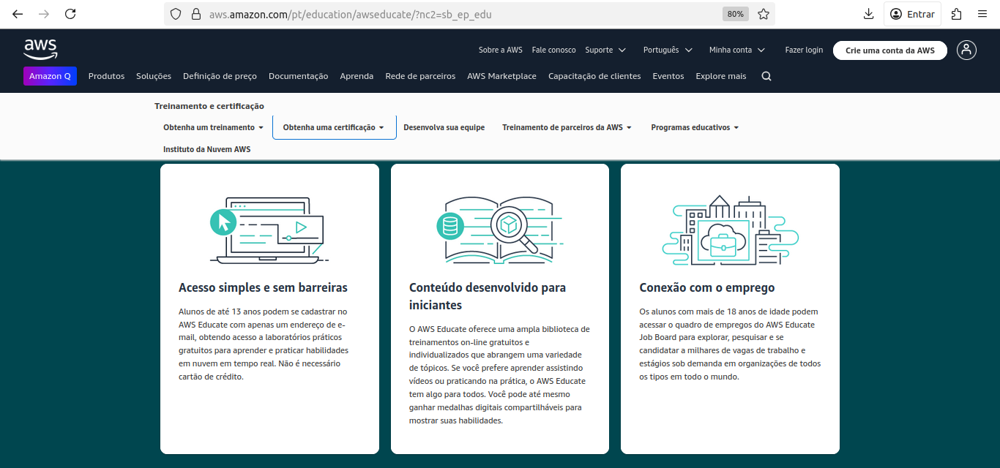 aws.amazon.com/pt/education/awseducate/?nc2=sb_ep_edu
80%
Entrar
aws
Sobre a AWS Fale conosco Suporte Português Minha conta Fazer login Crie uma conta da AWS
Amazon Q Produtos Soluções Definição de preço Documentação Aprenda Rede de parceiros AWS Marketplace Capacitação de clientes Eventos Explore mais
Treinamento e certificação
Obtenha um treinamento Obtenha uma certificação Desenvolva sua equipe Treinamento de parceiros da AWS Programas educativos
Instituto da Nuvem AWS
Acesso simples e sem barreiras
Alunos de até 13 anos podem se cadastrar no
AWS Educate com apenas um endereço de e-
mail, obtendo acesso a laboratórios práticos
gratuitos para aprender e praticar habilidades
em nuvem em tempo real. Não é necessário
cartão de crédito.
Conteúdo desenvolvido para
iniciantes
O AWS Educate oferece uma ampla biblioteca de
treinamentos on-line gratuitos e
individualizados que abrangem uma variedade
de tópicos. Se você prefere aprender assistindo
vídeos ou praticando na prática, o AWS Educate
tem algo para todos. Você pode até mesmo
ganhar medalhas digitais compartilháveis para
mostrar suas habilidades.
Conexão com o emprego
Os alunos com mais de 18 anos de idade podem
acessar o quadro de empregos do AWS Educate
Job Board para explorar, pesquisar e se
candidatar a milhares de vagas de trabalho e
estágios sob demanda em organizações de todos
os tipos em todo o mundo.